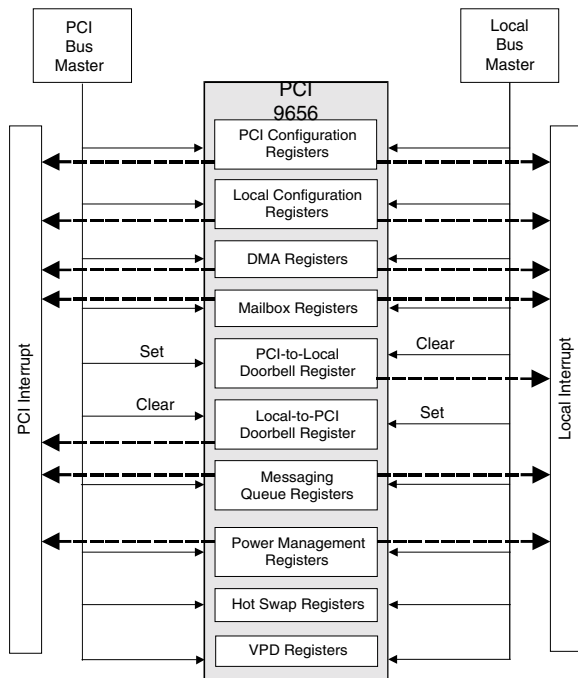 PCI
Bus
Master
Local
Bus
Master
PCI
9656
PCI Configuration
Registers
Local Configuration
Registers
DMA Registers
Mailbox Registers
Set
PCI-to-Local
Doorbell Register
Clear
Clear
Local-to-PCI
Doorbell Register
Set
Messaging
Queue Registers
Power Management
Registers
Hot Swap Registers
VPD Registers
PCI Interrupt
Local Interrupt